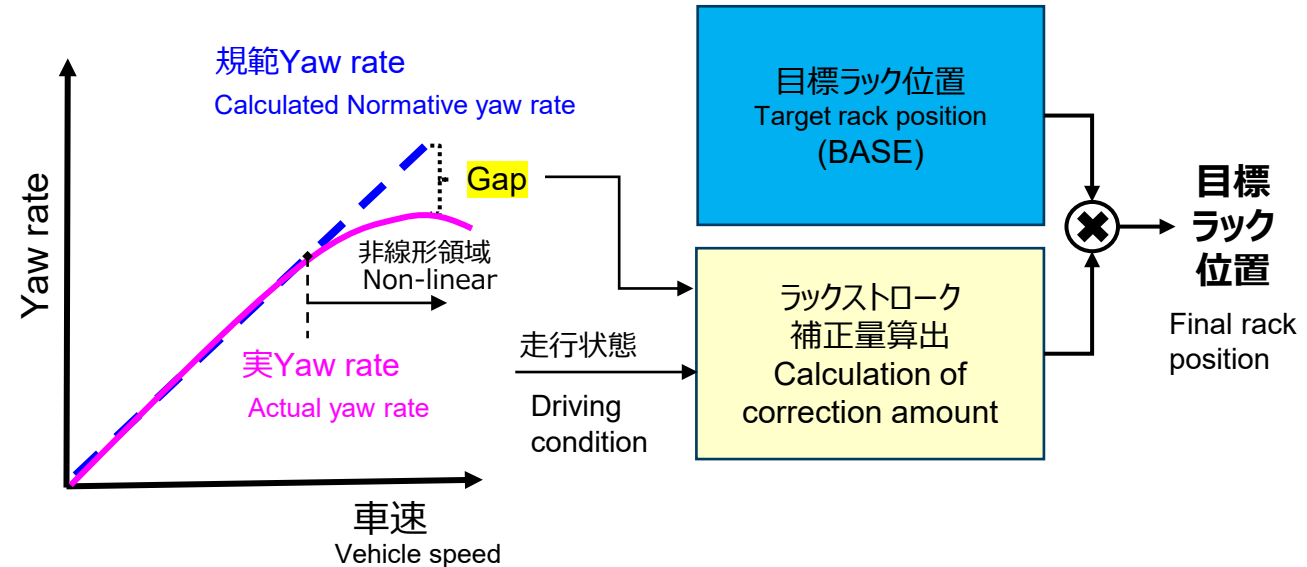 規範Yaw rate
Calculated Normative yaw rate
Yaw rate
Gap
非線形領域
Non-linear
実Yaw rate
Actual yaw rate
車速
Vehicle speed
走行状態
Driving
condition
目標ラック位置
Target rack position
(BASE)
ラックストローク
補正量算出
Calculation of
correction amount
目標
ラック
位置
Final rack
position